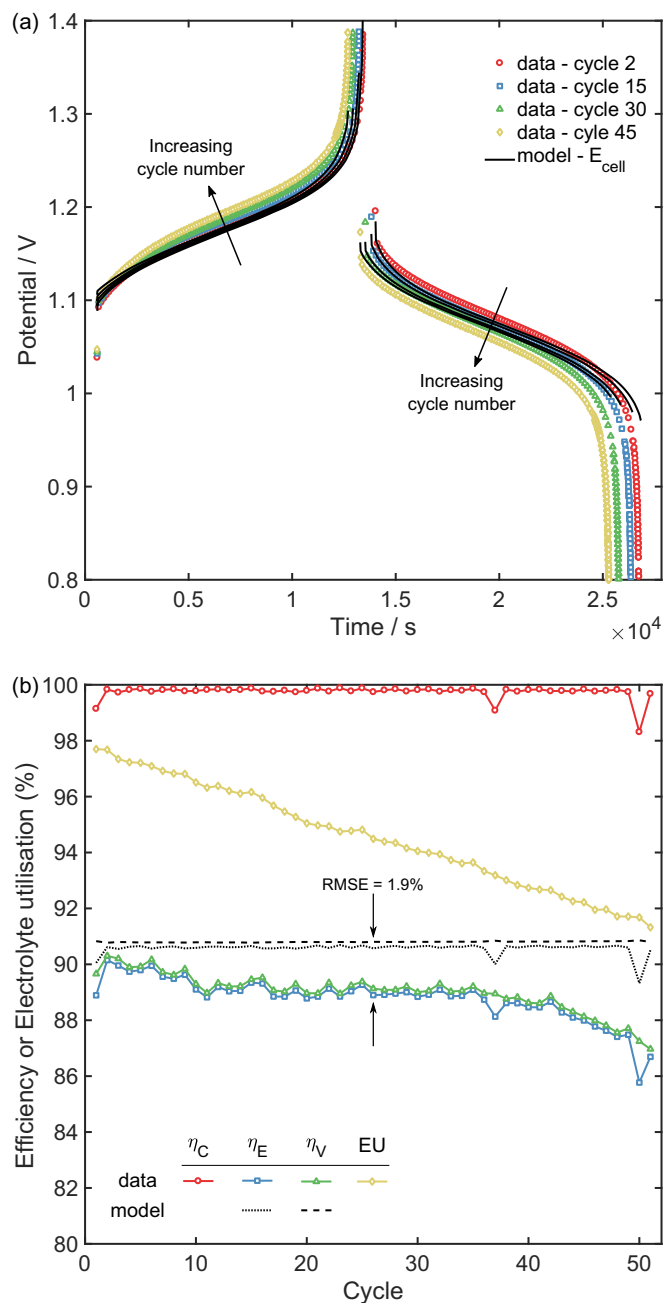 (a)
1.4
1.3
1.2
1.1
1
0.9
0.8
Potential / V
data - cycle 2
data - cycle 15
data - cycle 30
data - cyle 45
model - E_cell
Increasing
cycle number
Increasing
cycle number
0
0.5
1
1.5
2
2.5
Time / s
×10⁴
(b)
100
98
96
94
92
90
88
86
84
82
80
Efficiency or Electrolyte utilisation (%)
RMSE = 1.9%
η_C η_E η_V EU
data
model
0
10
20
30
40
50
Cycle